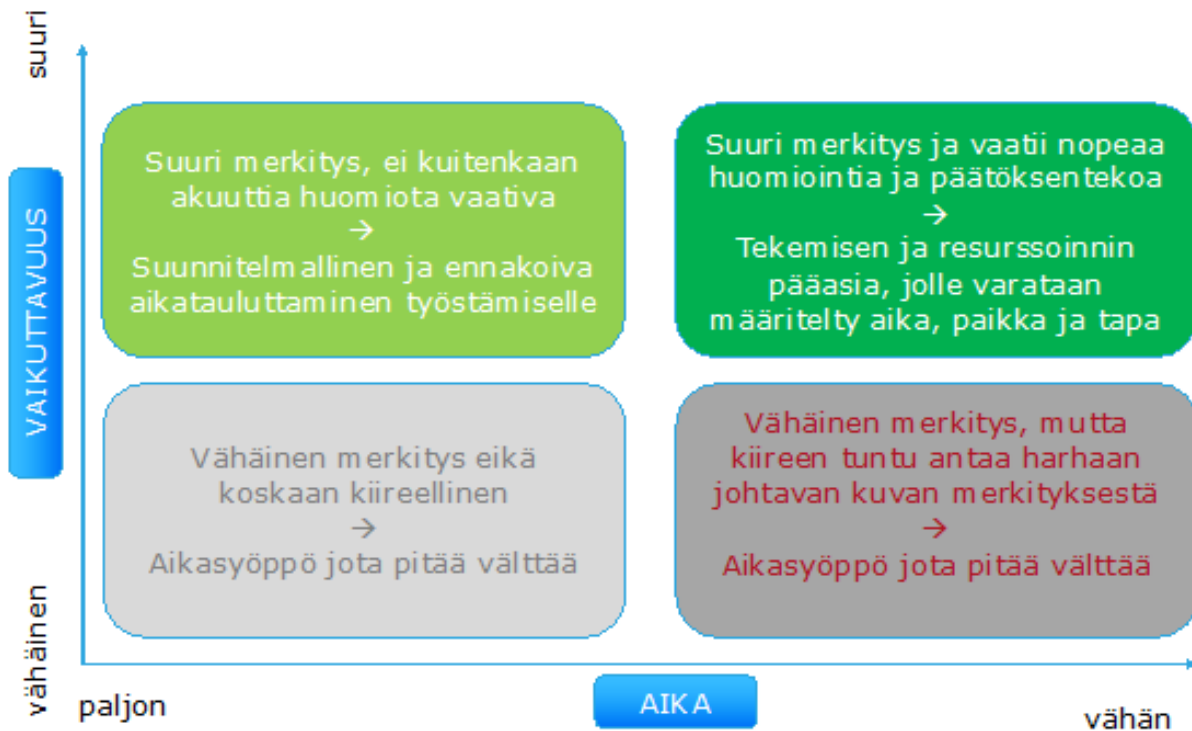 suuri
VAIKUTTAVUUS
vähäinen
Suuri merkitys, ei kuitenkaan
akuuttia huomiota vaativa
→
Suunnitelmallinen ja ennakoiva
aikatauluttaminen työstämiselle
Suuri merkitys ja vaatii nopeaa
huomiointia ja päätöksentekoa
→
Tekemisen ja resurssoinnin
pääasia, jolle varataan
määritelty aika, paikka ja tapa
Vähäinen merkitys eikä
koskaan kiireellinen
→
Aikasyöppö jota pitää välttää
Vähäinen merkitys, mutta
kiireen tuntu antaa harhaan
johtavan kuvan merkityksestä
→
Aikasyöppö jota pitää välttää
paljon
AIKA
vähän